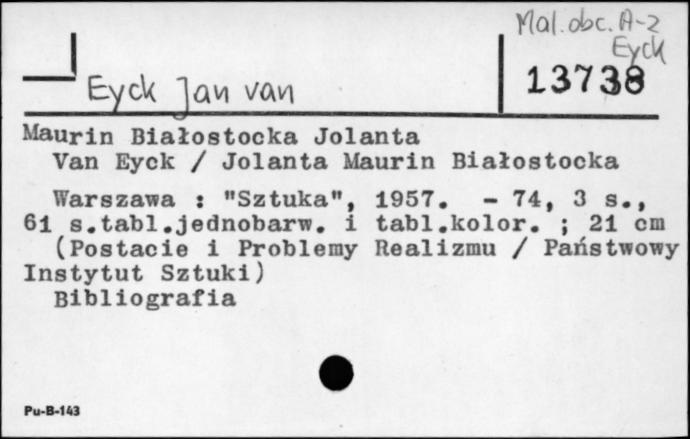 Mal. obc. A-z
Eyck
13738
Eyck Jan van
Maurin Białostocka Jolanta
Van Eyck / Jolanta Maurin Białostocka
Warszawa : "Sztuka", 1957. - 74, 3 s.,
61 s.tabl.jednobarw. i tabl.kolor. ; 21 cm
(Postacie i Problemy Realizmu / Państwowy
Instytut Sztuki)
Bibliografia
Pu-B-143